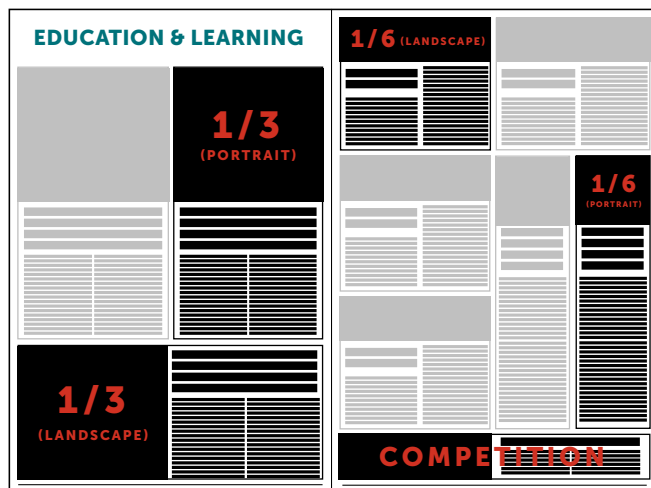 EDUCATION & LEARNING
1/3
(PORTRAIT)
1/3
(LANDSCAPE)
1/6 (LANDSCAPE)
1/6
(PORTRAIT)
COMPETITION